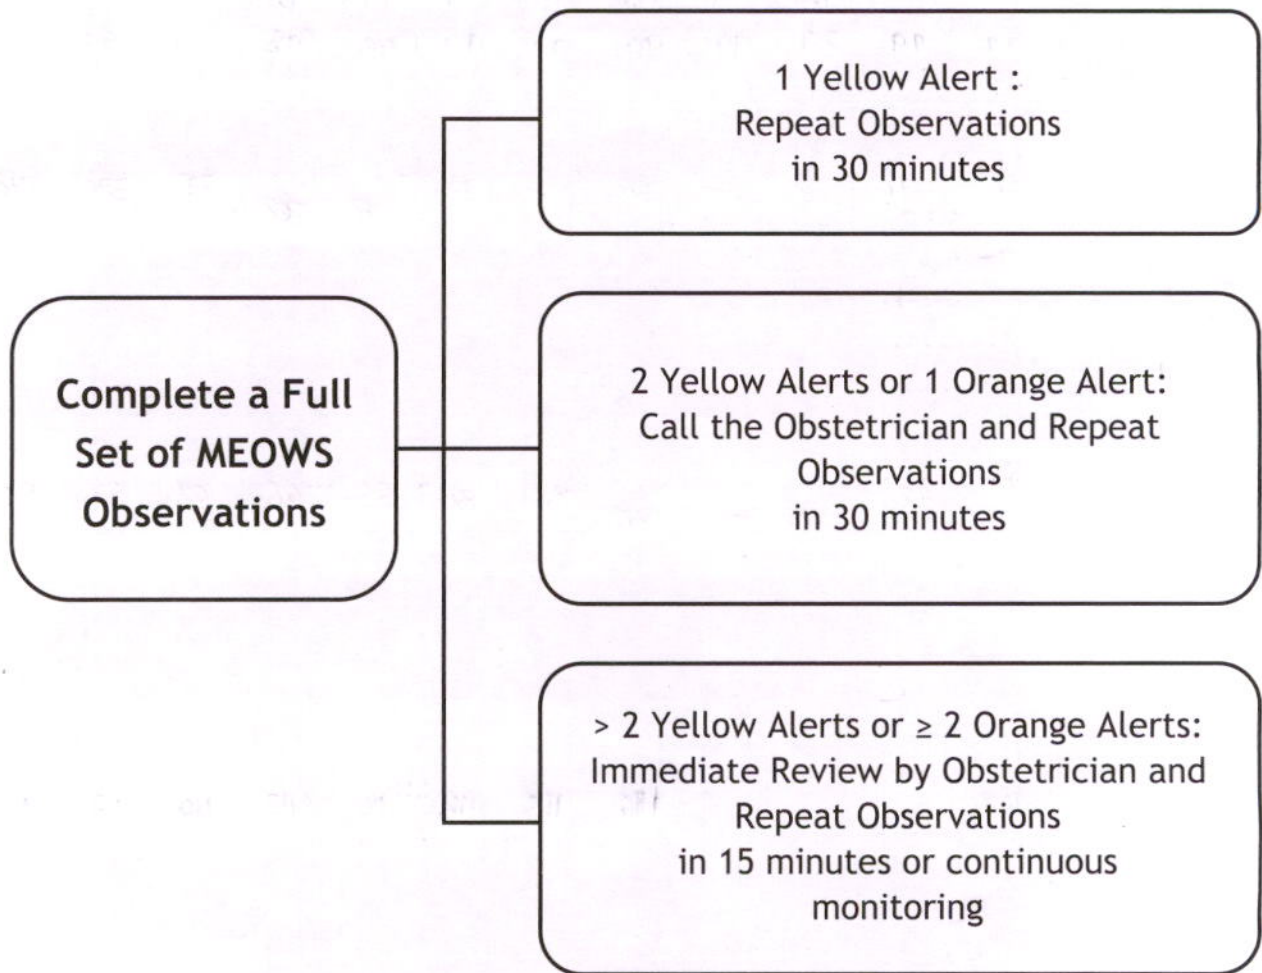 1 Yellow Alert :
Repeat Observations
in 30 minutes
Complete a Full
Set of MEOWS
Observations
2 Yellow Alerts or 1 Orange Alert:
Call the Obstetrician and Repeat
Observations
in 30 minutes
> 2 Yellow Alerts or ≥ 2 Orange Alerts:
Immediate Review by Obstetrician and
Repeat Observations
in 15 minutes or continuous
monitoring